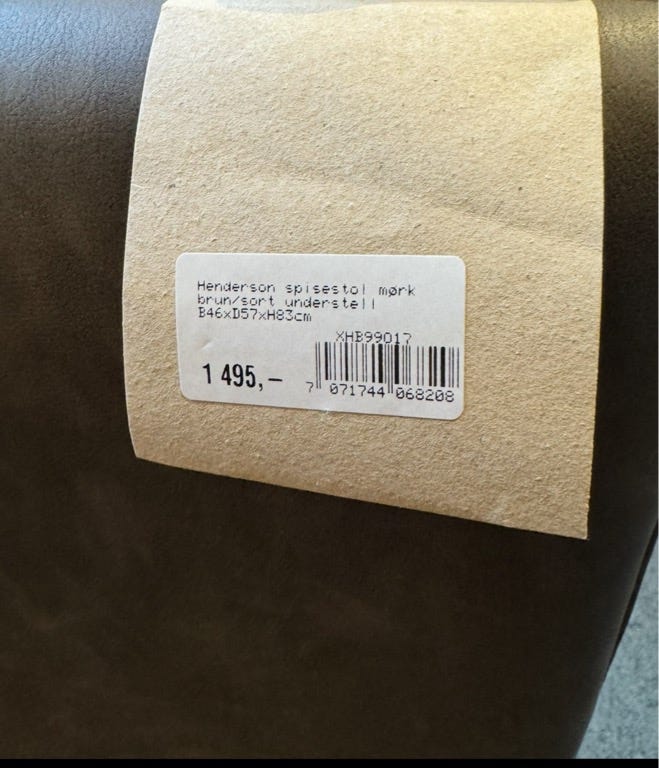 Henderson spisestol mørk
brun/sort understell
B46xD57xH83cm
XHB99017
1 495,–
7 071744 068208